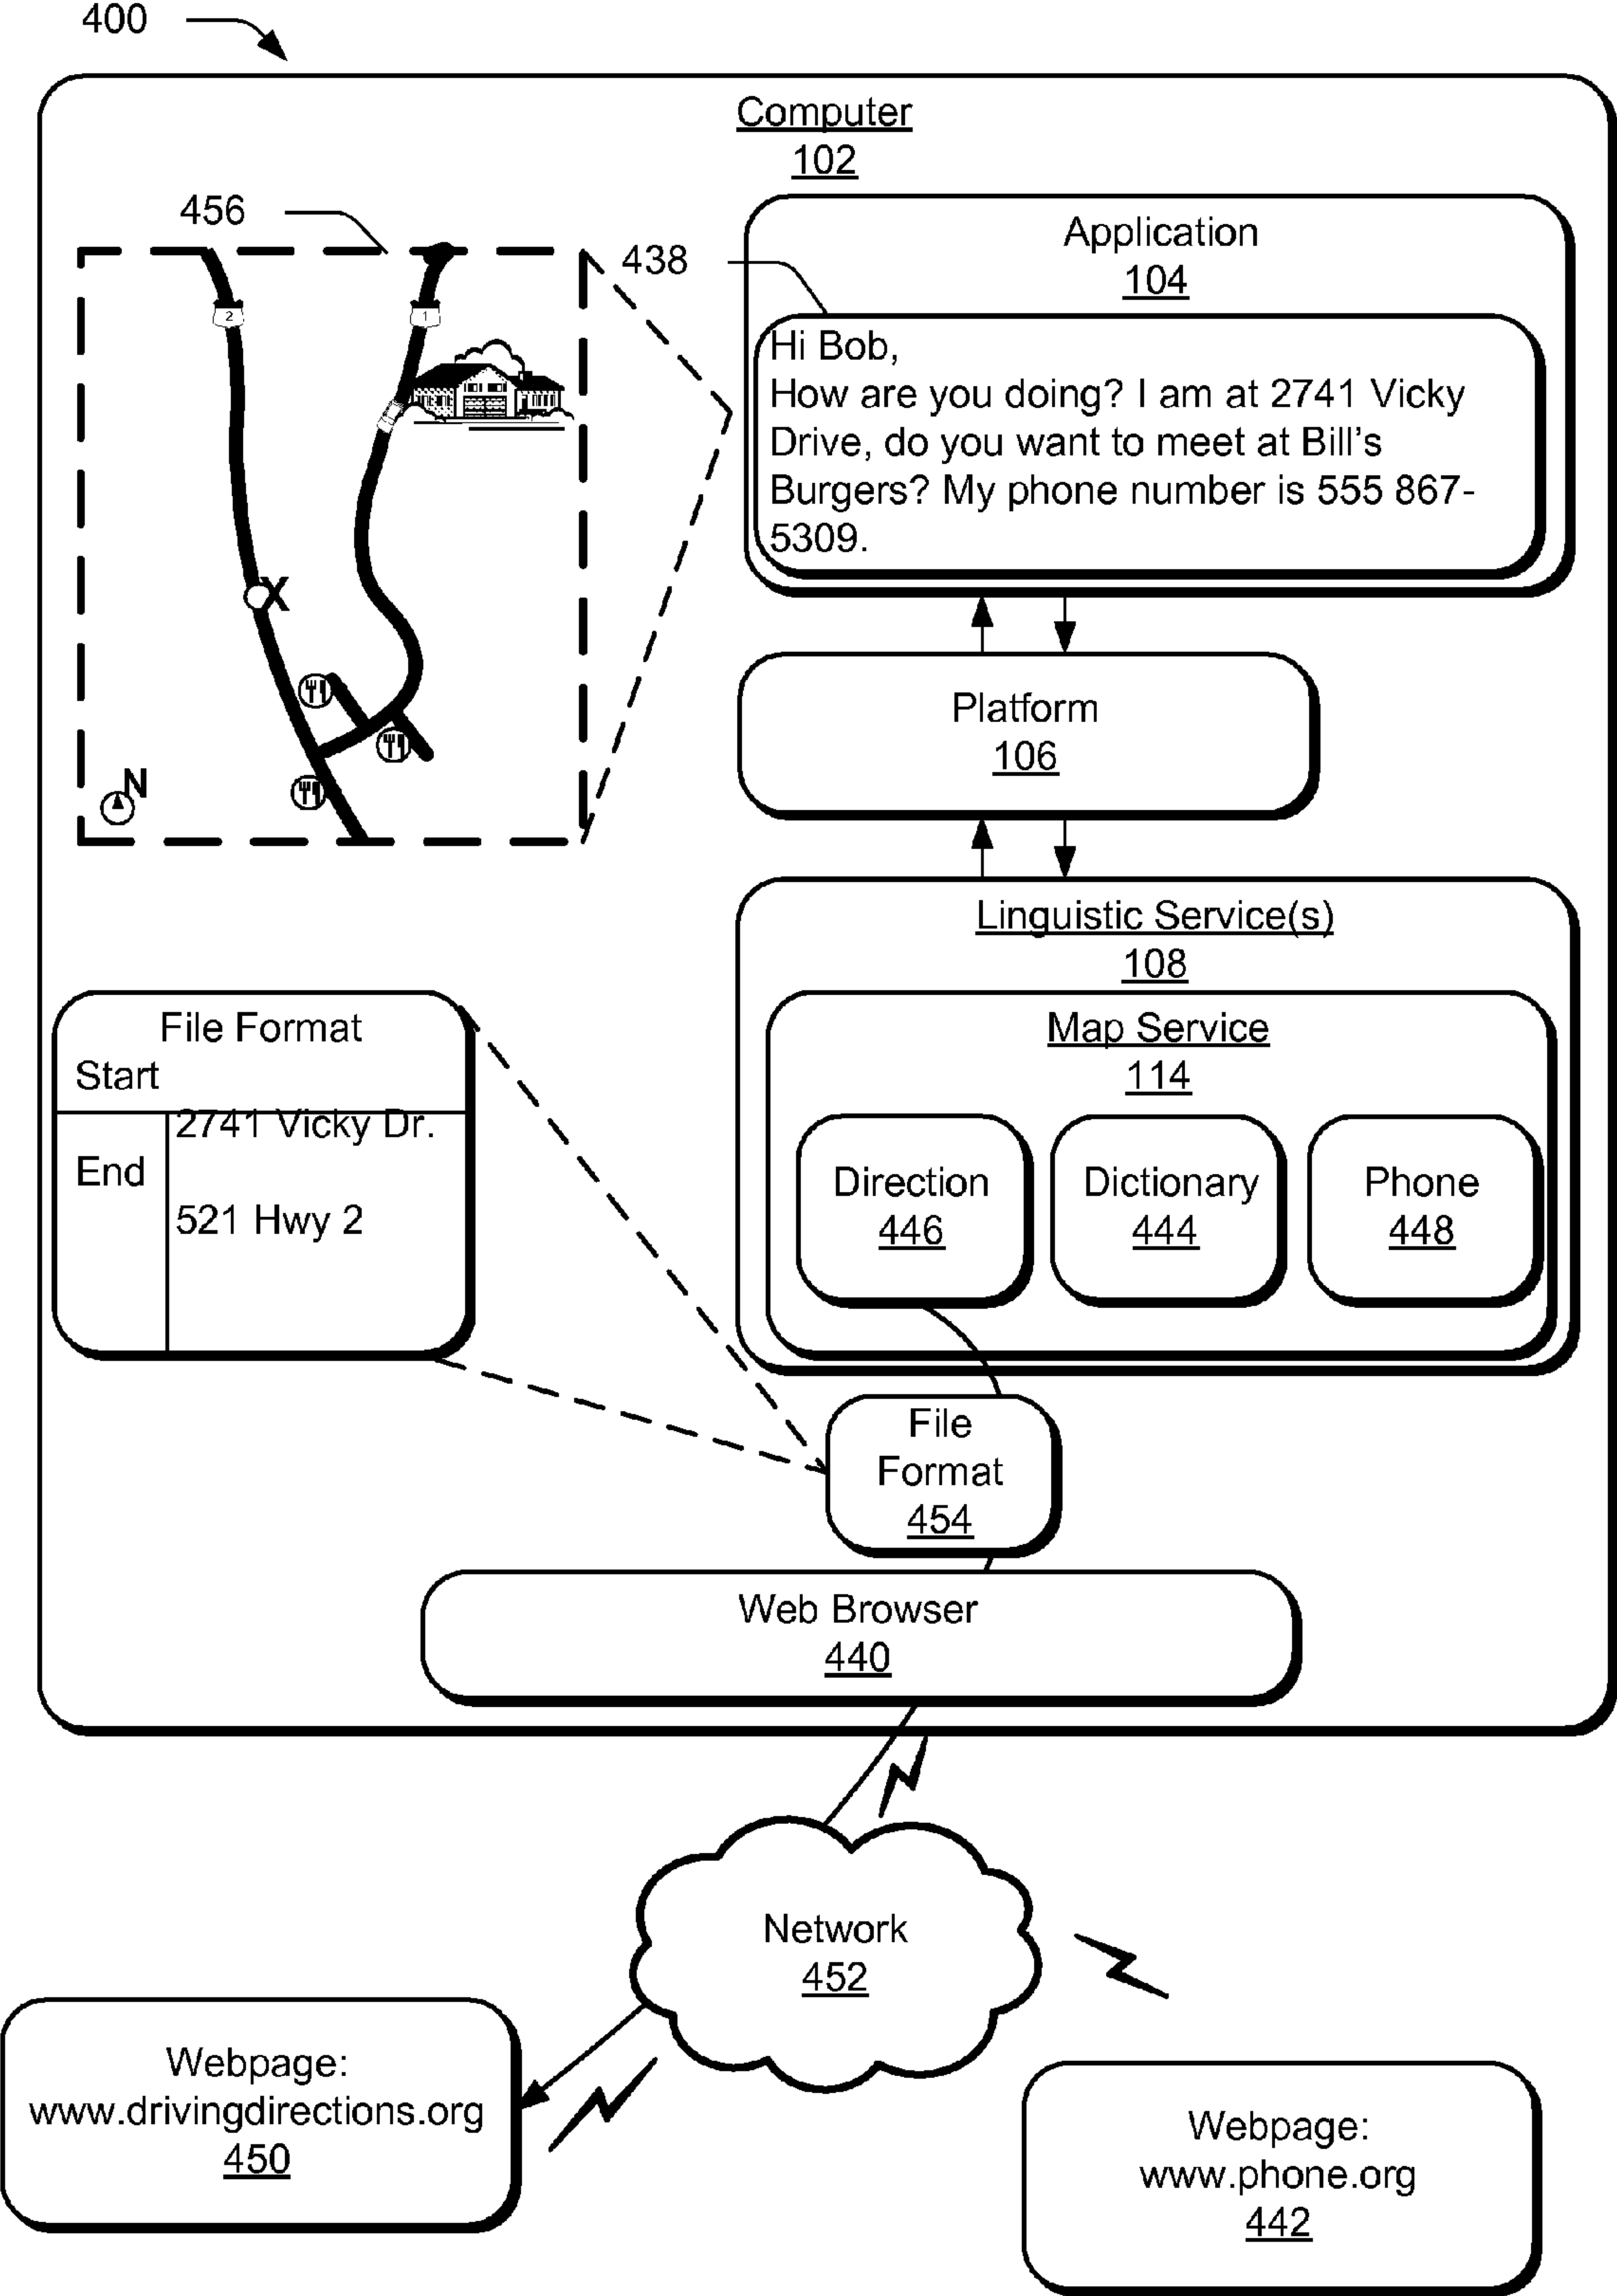 400
Computer
102
456
438
2
1
X
N
Application
104
Hi Bob,
How are you doing? I am at 2741 Vicky
Drive, do you want to meet at Bill's
Burgers? My phone number is 555 867-
5309.
Platform
106
Linguistic Service(s)
108
Map Service
114
Direction
446
Dictionary
444
Phone
448
File Format
Start
2741 Vicky Dr.
End
521 Hwy 2
File
Format
454
Web Browser
440
Network
452
Webpage:
www.drivingdirections.org
450
Webpage:
www.phone.org
442